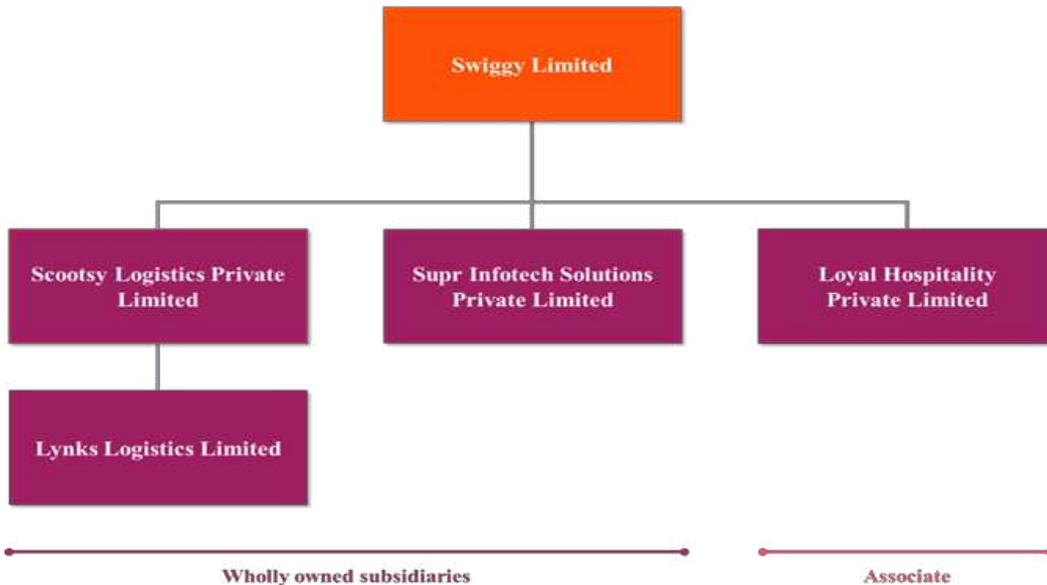 Swiggy Limited
Scootsy Logistics Private
Limited
Supr Infotech Solutions
Private Limited
Loyal Hospitality
Private Limited
Lynks Logistics Limited
Wholly owned subsidiaries
Associate